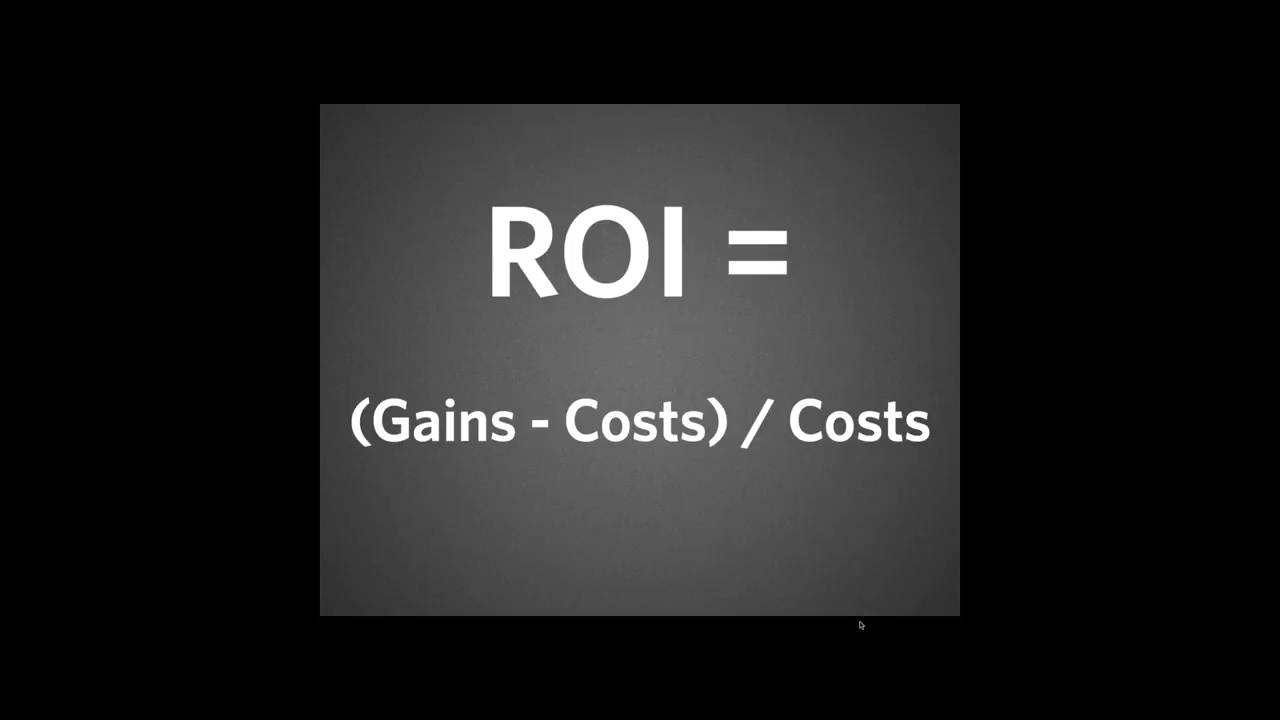 ROI =
(Gains - Costs) / Costs